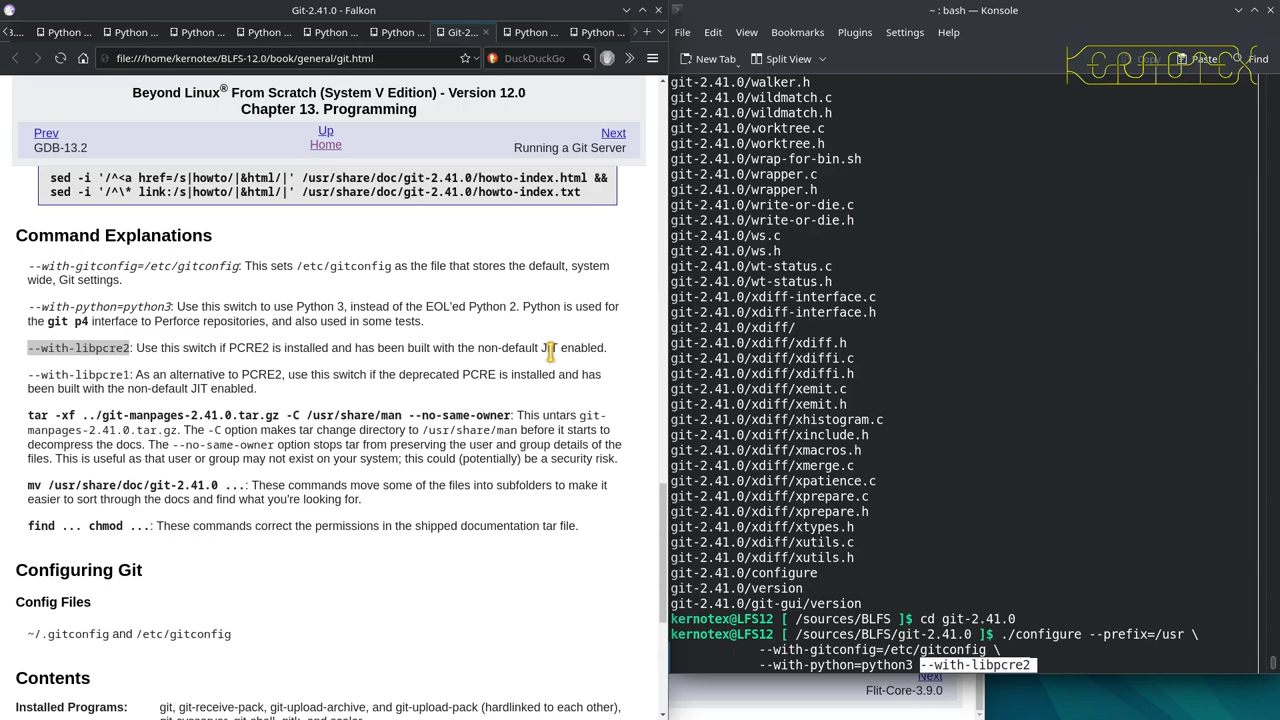 Git-2.41.0 / Falkon
3....
Python ...
Python ...
Python ...
Python ...
Python ...
Python ...
Git-2...
Python ...
Python ...
file:///home/kernotex/BLFS-12.0/book/general/git.html
DuckDuckGo
Beyond Linux® From Scratch (System V Edition) - Version 12.0
Chapter 13. Programming
Prev
Up
Next
GDB-13.2
Home
Running a Git Server
sed -i '/^<a href=/s|howto/|&html/|' /usr/share/doc/git-2.41.0/howto-index.html &&
sed -i '/^\* link:/s|howto/|&html/|' /usr/share/doc/git-2.41.0/howto-index.txt
Command Explanations
--with-gitconfig=/etc/gitconfig: This sets /etc/gitconfig as the file that stores the default, system
wide, Git settings.
--with-python=python3: Use this switch to use Python 3, instead of the EOL'ed Python 2. Python is used for
the git p4 interface to Perforce repositories, and also used in some tests.
--with-libpcre2: Use this switch if PCRE2 is installed and has been built with the non-default JIT enabled.
--with-libpcre1: As an alternative to PCRE2, use this switch if the deprecated PCRE is installed and has
been built with the non-default JIT enabled.
tar -xf ../git-manpages-2.41.0.tar.gz -C /usr/share/man --no-same-owner: This untars git-
manpages-2.41.0.tar.gz. The -C option makes tar change directory to /usr/share/man before it starts to
decompress the docs. The --no-same-owner option stops tar from preserving the user and group details of the
files. This is useful as that user or group may not exist on your system; this could (potentially) be a security risk.
mv /usr/share/doc/git-2.41.0 ...: These commands move some of the files into subfolders to make it
easier to sort through the docs and find what you're looking for.
find ... chmod ...: These commands correct the permissions in the shipped documentation tar file.
Configuring Git
Config Files
~/.gitconfig and /etc/gitconfig
Contents
Installed Programs: git, git-receive-pack, git-upload-archive, and git-upload-pack (hardlinked to each other),
git-cvsserver, git-shell, gitk, and scalar
~ : bash — Konsole
File Edit View Bookmarks Plugins Settings Help
New Tab Split View Copy Paste Find
KERNOTEX
git-2.41.0/walker.h
git-2.41.0/wildmatch.c
git-2.41.0/wildmatch.h
git-2.41.0/worktree.c
git-2.41.0/worktree.h
git-2.41.0/wrap-for-bin.sh
git-2.41.0/wrapper.c
git-2.41.0/wrapper.h
git-2.41.0/write-or-die.c
git-2.41.0/write-or-die.h
git-2.41.0/ws.c
git-2.41.0/ws.h
git-2.41.0/wt-status.c
git-2.41.0/wt-status.h
git-2.41.0/xdiff-interface.c
git-2.41.0/xdiff-interface.h
git-2.41.0/xdiff/
git-2.41.0/xdiff/xdiff.h
git-2.41.0/xdiff/xdiffi.c
git-2.41.0/xdiff/xdiffi.h
git-2.41.0/xdiff/xemit.c
git-2.41.0/xdiff/xemit.h
git-2.41.0/xdiff/xhistogram.c
git-2.41.0/xdiff/xinclude.h
git-2.41.0/xdiff/xmacros.h
git-2.41.0/xdiff/xmerge.c
git-2.41.0/xdiff/xpatience.c
git-2.41.0/xdiff/xprepare.c
git-2.41.0/xdiff/xprepare.h
git-2.41.0/xdiff/xtypes.h
git-2.41.0/xdiff/xutils.c
git-2.41.0/xdiff/xutils.h
git-2.41.0/configure
git-2.41.0/version
git-2.41.0/git-gui/version
kernotex@LFS12 [ /sources/BLFS ]$ cd git-2.41.0
kernotex@LFS12 [ /sources/BLFS/git-2.41.0 ]$ ./configure --prefix=/usr \
--with-gitconfig=/etc/gitconfig \
--with-python=python3 --with-libpcre2
Next
Flit-Core-3.9.0